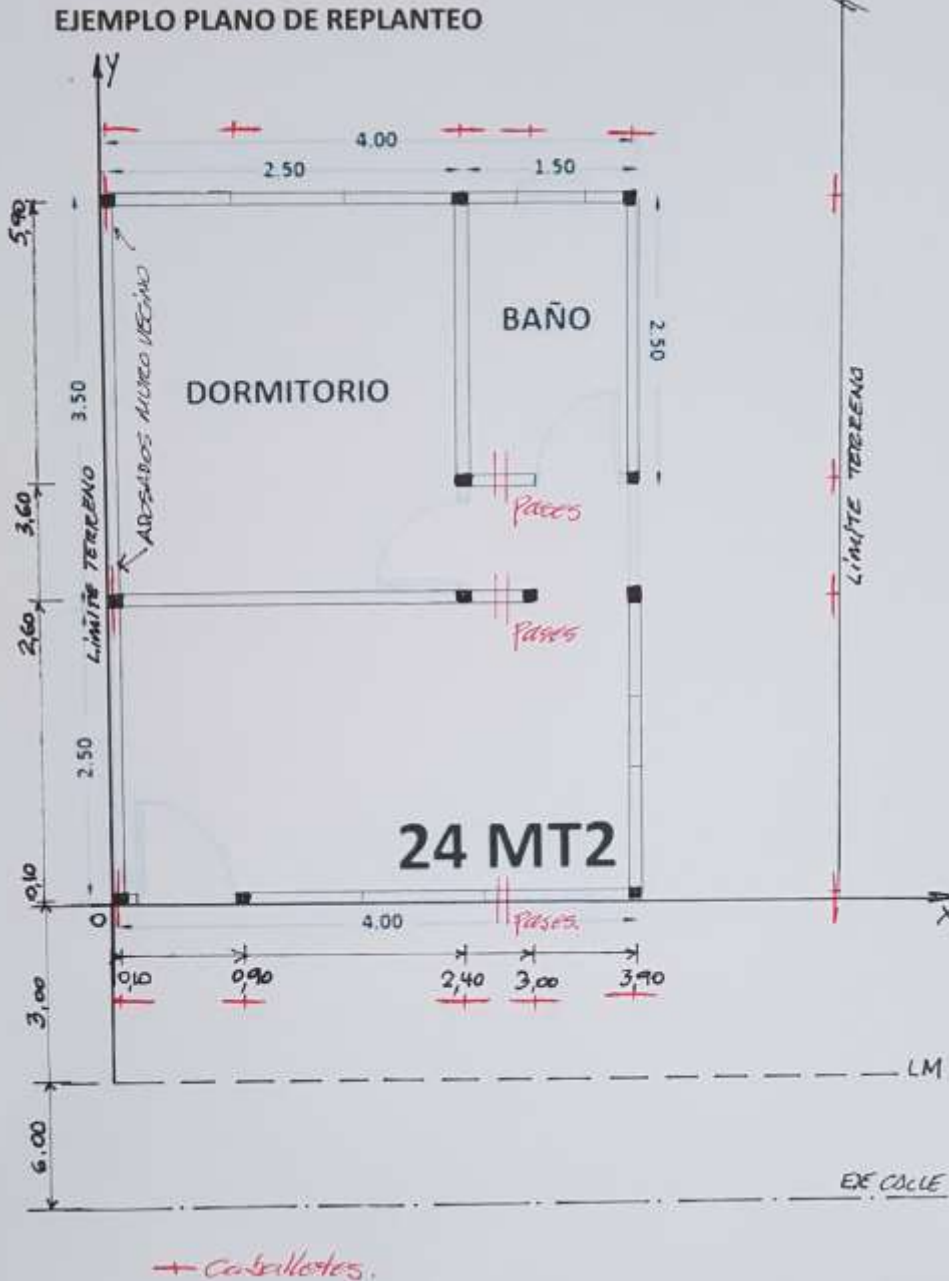 EJEMPLO PLANO DE REPLANTEO
y
y
4.00
2.50
1.50
5,90
ADOSADOS MURO VECINO
BAÑO
2.50
DORMITORIO
3.50
LIMITE TERRENO
LIMITE TERRENO
3,60
Pases
2,60
Pases
2.50
24 MT2
0,10
0
4.00
Pases.
x
0,10
0,90
2,40
3,00
3,90
3,00
LM
6.00
EJE CALLE
Caballetes.